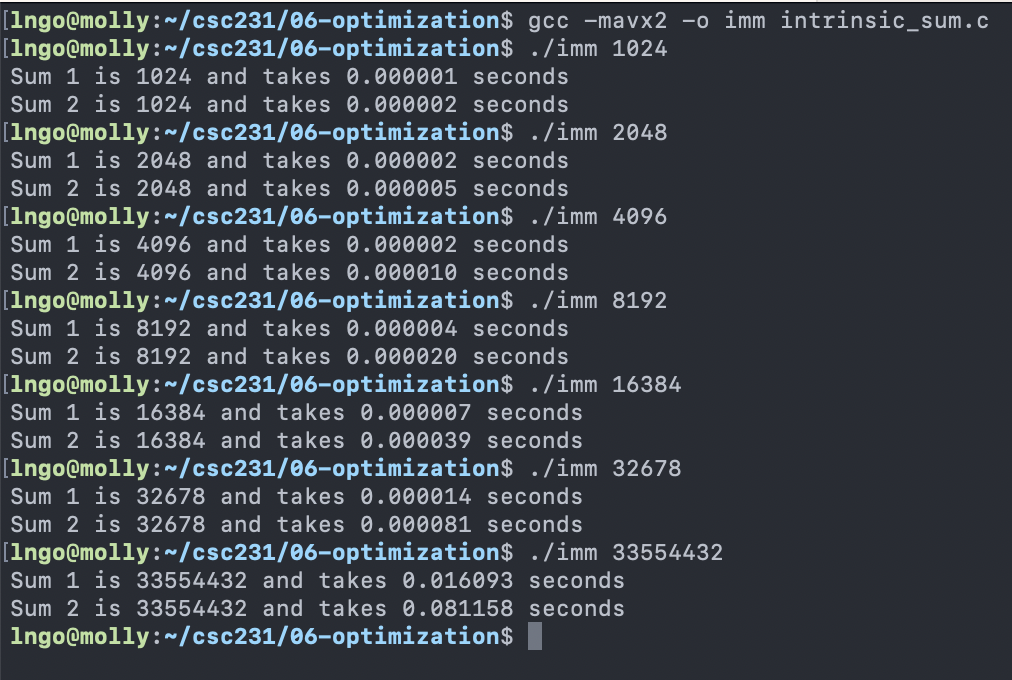 [lngo@molly:~/csc231/06-optimization$ gcc -mavx2 -o imm intrinsic_sum.c
[lngo@molly:~/csc231/06-optimization$ ./imm 1024
Sum 1 is 1024 and takes 0.000001 seconds
Sum 2 is 1024 and takes 0.000002 seconds
[lngo@molly:~/csc231/06-optimization$ ./imm 2048
Sum 1 is 2048 and takes 0.000002 seconds
Sum 2 is 2048 and takes 0.000005 seconds
[lngo@molly:~/csc231/06-optimization$ ./imm 4096
Sum 1 is 4096 and takes 0.000002 seconds
Sum 2 is 4096 and takes 0.000010 seconds
[lngo@molly:~/csc231/06-optimization$ ./imm 8192
Sum 1 is 8192 and takes 0.000004 seconds
Sum 2 is 8192 and takes 0.000020 seconds
[lngo@molly:~/csc231/06-optimization$ ./imm 16384
Sum 1 is 16384 and takes 0.000007 seconds
Sum 2 is 16384 and takes 0.000039 seconds
[lngo@molly:~/csc231/06-optimization$ ./imm 32678
Sum 1 is 32678 and takes 0.000014 seconds
Sum 2 is 32678 and takes 0.000081 seconds
[lngo@molly:~/csc231/06-optimization$ ./imm 33554432
Sum 1 is 33554432 and takes 0.016093 seconds
Sum 2 is 33554432 and takes 0.081158 seconds
lngo@molly:~/csc231/06-optimization$